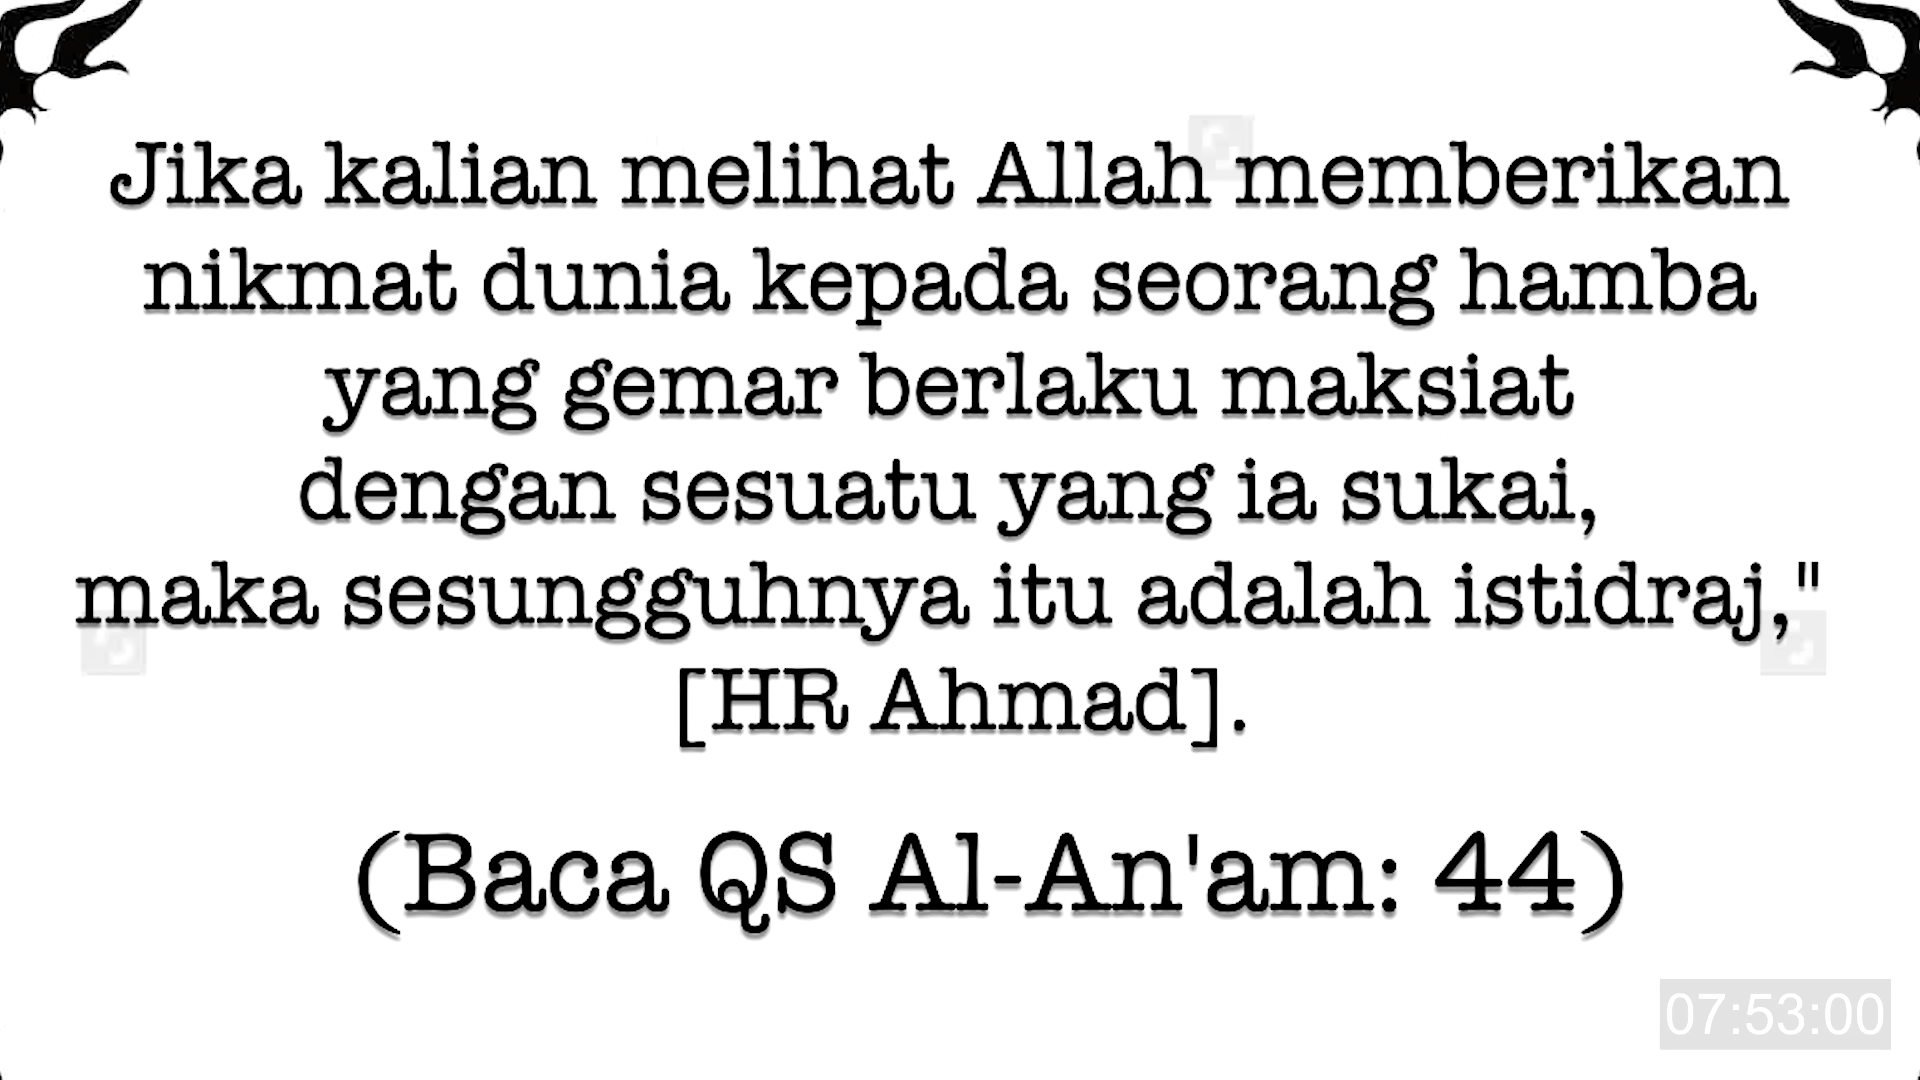 Jika kalian melihat Allah memberikan
nikmat dunia kepada seorang hamba
yang gemar berlaku maksiat
dengan sesuatu yang ia sukai,
maka sesungguhnya itu adalah istidraj,"
[HR Ahmad].
(Baca QS Al-An'am: 44)
07:53:00